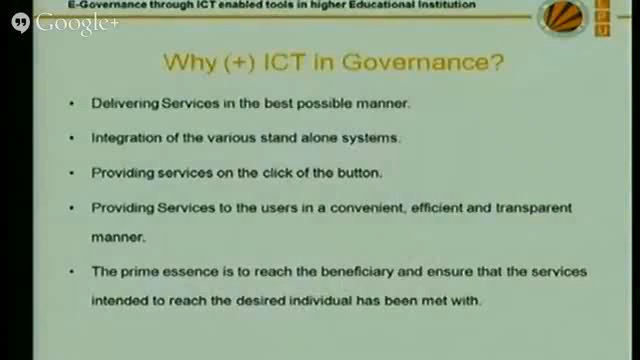 E-Governance through ICT enabled tools in higher Educational Institution
Google+
LPU
Why (+) ICT in Governance?
• Delivering Services in the best possible manner.
• Integration of the various stand alone systems.
• Providing services on the click of the button.
• Providing Services to the users in a convenient, efficient and transparent
manner.
• The prime essence is to reach the beneficiary and ensure that the services
intended to reach the desired individual has been met with.